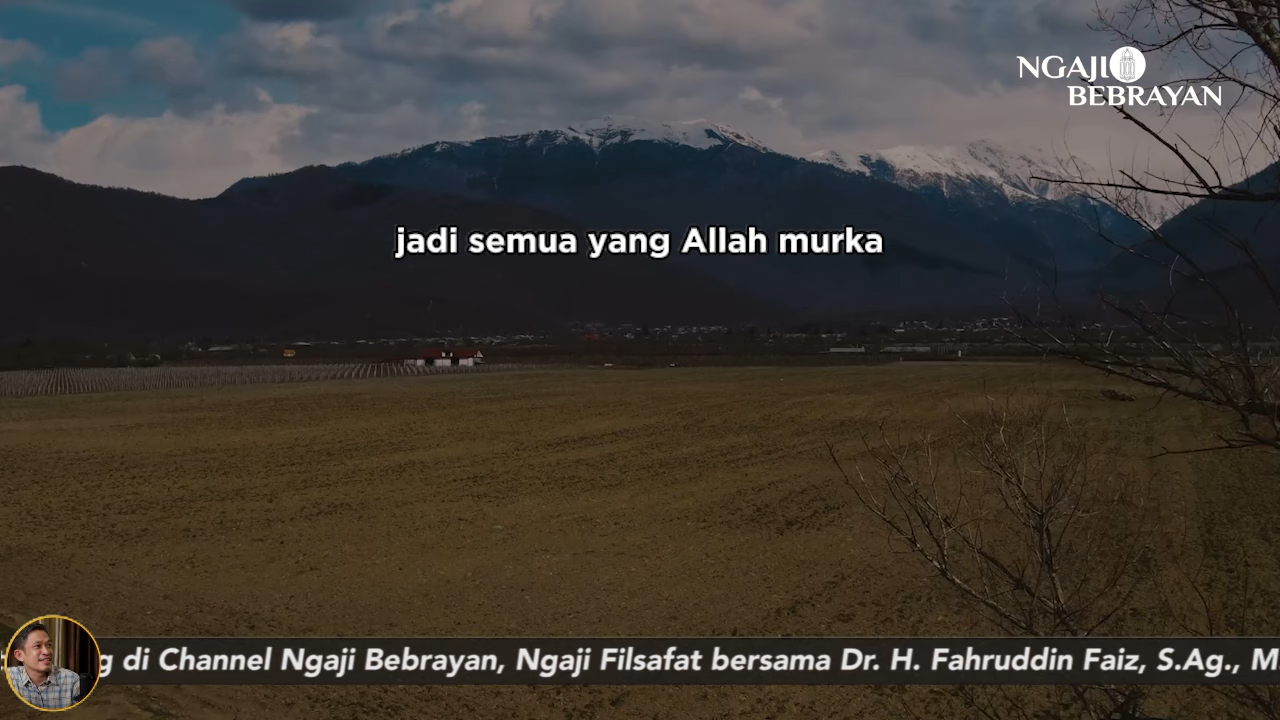 NGAJI
BEBRAYAN
jadi semua yang Allah murka
g di Channel Ngaji Bebrayan, Ngaji Filsafat bersama Dr. H. Fahruddin Faiz, S.Ag., M